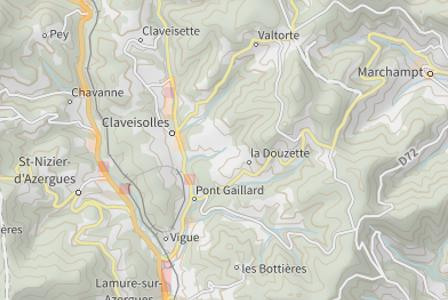 Pey
Claveisette
Valtorte
Marchampt
Chavanne
Claveisolles
la Douzette
D72
St-Nizier-
d'Azergues
Pont Gaillard
ères
Vigue
les Bottières
Lamure-sur-
Azergues